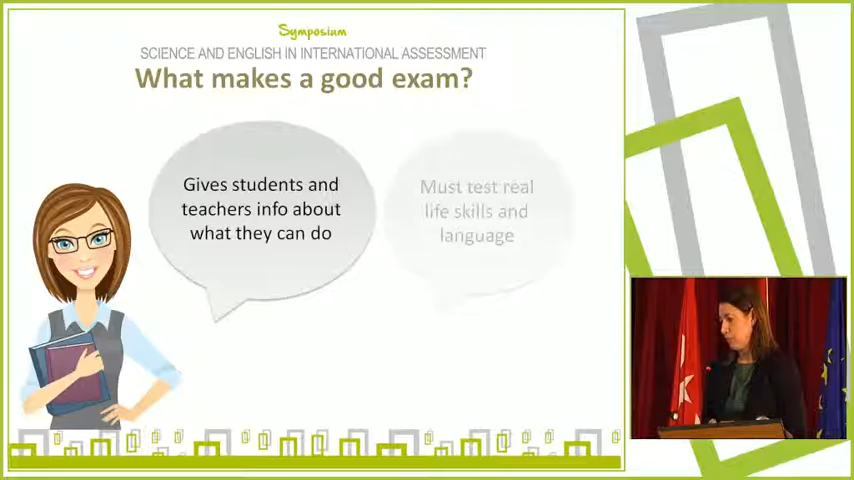 Symposium
SCIENCE AND ENGLISH IN INTERNATIONAL ASSESSMENT
What makes a good exam?
Gives students and
teachers info about
what they can do
Must test real
life skills and
language